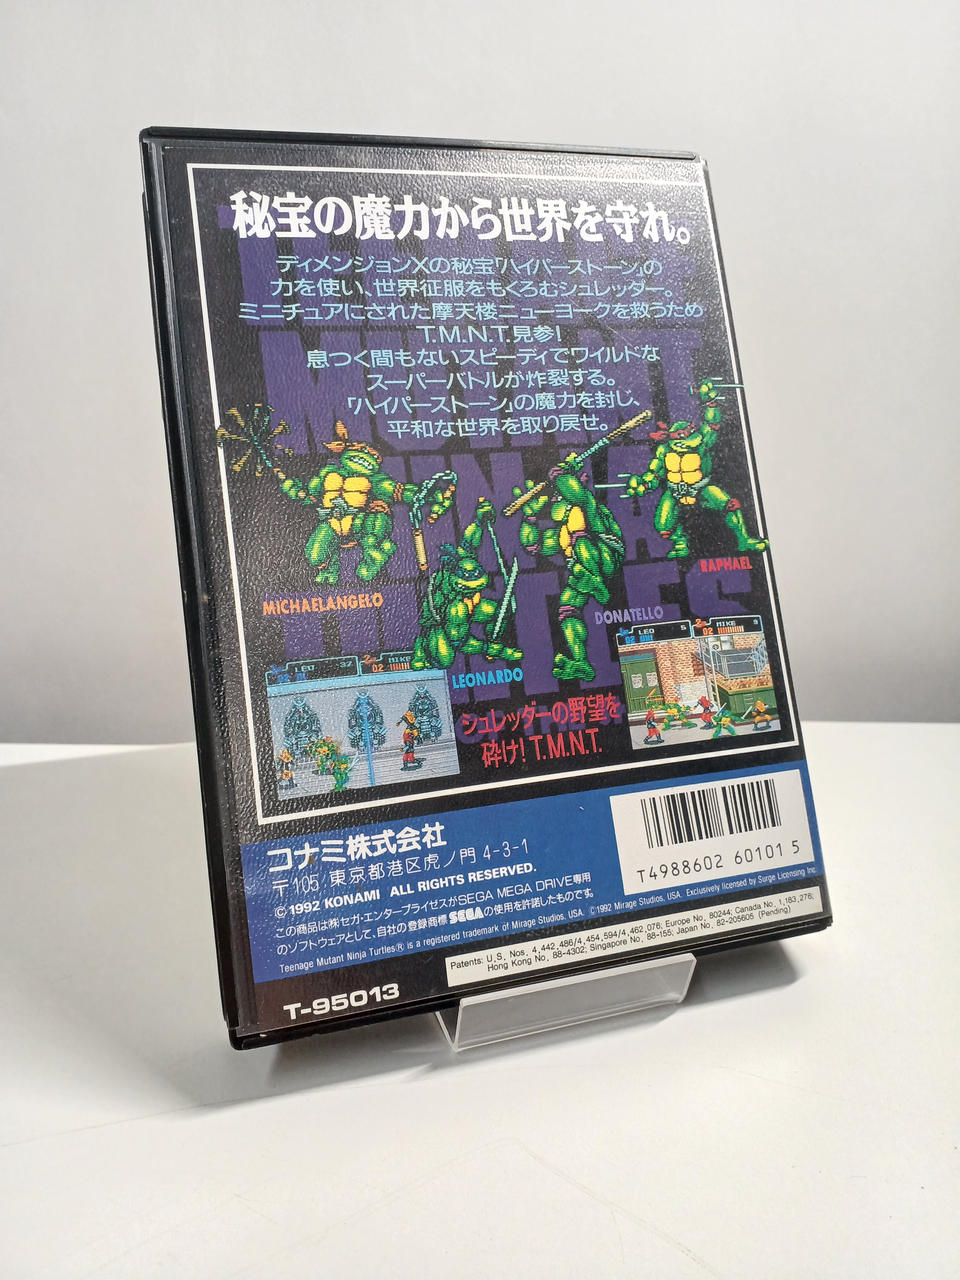 秘宝の魔力から世界を守れ。
ディメンションXの秘宝「ハイパーストーン」の
力を使い、世界征服をもくろむシュレッダー。
ミニチュアにされた摩天楼ニューヨークを救うため
T.M.N.T.見参!
息つく間もないスピーディでワイルドな
スーパーバトルが炸裂する。
「ハイパーストーン」の魔力を封じ、
平和な世界を取り戻せ。
MICHAELANGELO
LEONARDO
DONATELLO
RAPHAEL
LEO 37 MIKE
02
LEO 5 MIKE 9
02 02
シュレッダーの野望を
砕け! T.M.N.T.
コナミ株式会社
〒105 東京都港区虎ノ門 4-3-1
© 1992 KONAMI ALL RIGHTS RESERVED.
この商品は㈱セガ・エンタープライゼスがSEGA MEGA DRIVE専用
のソフトウェアとして、自社の登録商標 SEGA の使用を許諾したものです。
Teenage Mutant Ninja Turtles® is a registered trademark of Mirage Studios, USA. ©1992 Mirage Studios, USA. Exclusively licensed by Surge Licensing Inc.
T4988602 60101 5
Patents: U.S. Nos. 4,442,486/4,454,594/4,462,076; Europe No. 80244; Canada No. 1,183,276,
Hong Kong No. 88-4302; Singapore No. 88-155; Japan No. 82-205605 (Pending)
T-95013